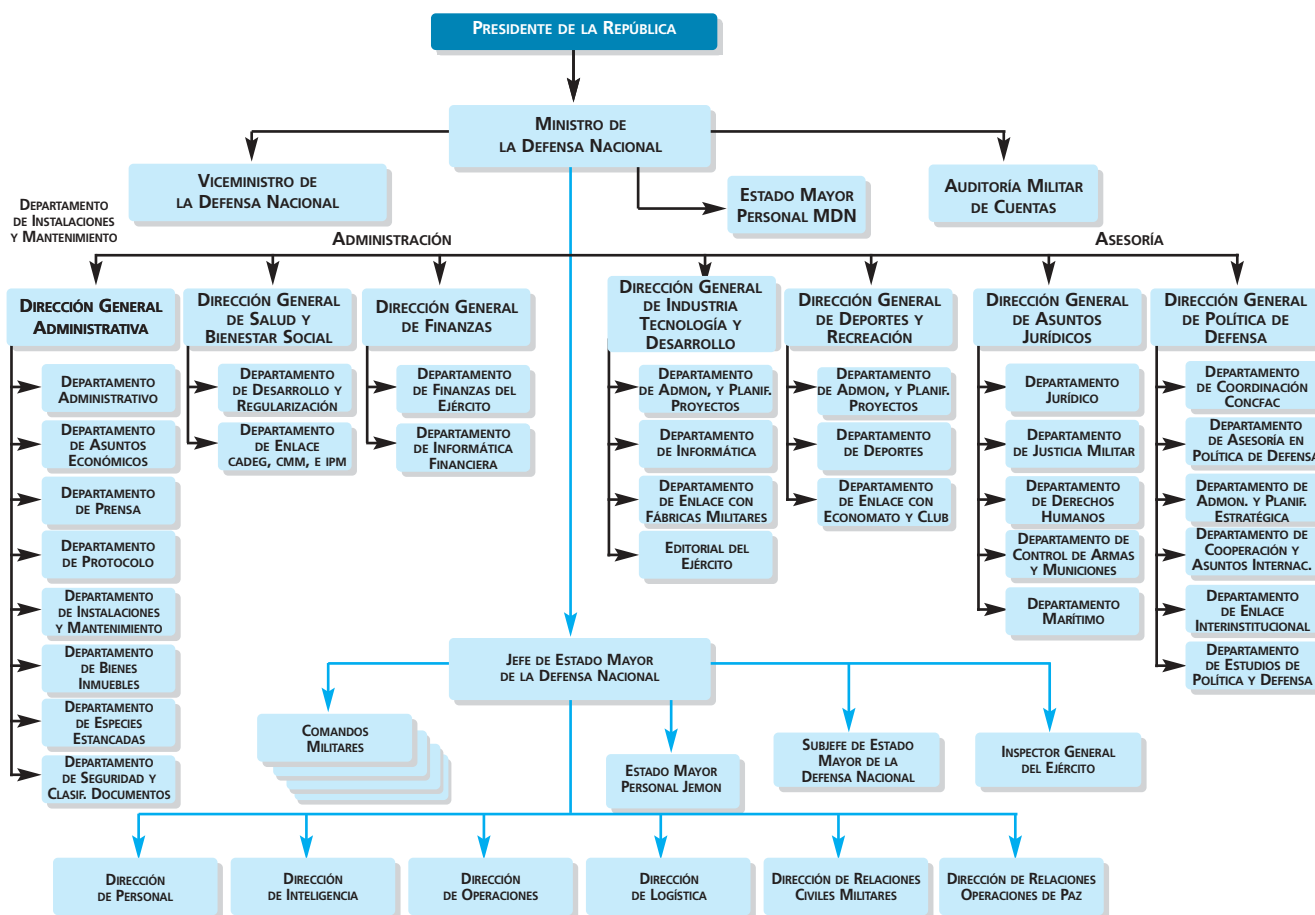 PRESIDENTE DE LA REPÚBLICA
MINISTRO DE
LA DEFENSA NACIONAL
VICEMINISTRO DE
LA DEFENSA NACIONAL
ESTADO MAYOR
PERSONAL MDN
AUDITORÍA MILITAR
DE CUENTAS
DEPARTAMENTO
DE INSTALACIONES
Y MANTENIMIENTO
ADMINISTRACIÓN
ASESORÍA
DIRECCIÓN GENERAL
ADMINISTRATIVA
DEPARTAMENTO
ADMINISTRATIVO
DEPARTAMENTO
DE ASUNTOS
ECONÓMICOS
DEPARTAMENTO
DE PRENSA
DEPARTAMENTO
DE PROTOCOLO
DEPARTAMENTO
DE INSTALACIONES
Y MANTENIMIENTO
DEPARTAMENTO
DE BIENES
INMUEBLES
DEPARTAMENTO
DE ESPECIES
ESTANCADAS
DEPARTAMENTO
DE SEGURIDAD Y
CLASIF. DOCUMENTOS
DIRECCIÓN GENERAL
DE SALUD Y
BIENESTAR SOCIAL
DEPARTAMENTO
DE DESARROLLO Y
REGULARIZACIÓN
DEPARTAMENTO
DE ENLACE
CADEG, CMM, E IPM
DIRECCIÓN GENERAL
DE FINANZAS
DEPARTAMENTO
DE FINANZAS DEL
EJÉRCITO
DEPARTAMENTO
DE INFORMÁTICA
FINANCIERA
DIRECCIÓN GENERAL
DE INDUSTRIA
TECNOLOGÍA Y
DESARROLLO
DEPARTAMENTO
DE ADMON, Y PLANIF.
PROYECTOS
DEPARTAMENTO
DE INFORMÁTICA
DEPARTAMENTO
DE ENLACE CON
FÁBRICAS MILITARES
EDITORIAL DEL
EJÉRCITO
DIRECCIÓN GENERAL
DE DEPORTES Y
RECREACIÓN
DEPARTAMENTO
DE ADMON, Y PLANIF.
PROYECTOS
DEPARTAMENTO
DE DEPORTES
DEPARTAMENTO
DE ENLACE CON
ECONOMATO Y CLUB
DIRECCIÓN GENERAL
DE ASUNTOS
JURÍDICOS
DEPARTAMENTO
JURÍDICO
DEPARTAMENTO
DE JUSTICIA MILITAR
DEPARTAMENTO
DE DERECHOS
HUMANOS
DEPARTAMENTO DE
CONTROL DE ARMAS
Y MUNICIONES
DEPARTAMENTO
MARÍTIMO
DIRECCIÓN GENERAL
DE POLÍTICA DE
DEFENSA
DEPARTAMENTO
DE COORDINACIÓN
CONCFAC
DEPARTAMENTO
DE ASESORÍA EN
POLÍTICA DE DEFENSA
DEPARTAMENTO DE
ADMON. Y PLANIF.
ESTRATÉGICA
DEPARTAMENTO DE
COOPERACIÓN Y
ASUNTOS INTERNAC.
DEPARTAMENTO
DE ENLACE
INTERINSTITUCIONAL
DEPARTAMENTO
DE ESTUDIOS DE
POLÍTICA Y DEFENSA
JEFE DE ESTADO MAYOR
DE LA DEFENSA NACIONAL
COMANDOS
MILITARES
ESTADO MAYOR
PERSONAL JEMON
SUBJEFE DE ESTADO
MAYOR DE LA
DEFENSA NACIONAL
INSPECTOR GENERAL
DEL EJÉRCITO
DIRECCIÓN
DE PERSONAL
DIRECCIÓN
DE INTELIGENCIA
DIRECCIÓN
DE OPERACIONES
DIRECCIÓN
DE LOGÍSTICA
DIRECCIÓN DE RELACIONES
CIVILES MILITARES
DIRECCIÓN DE RELACIONES
OPERACIONES DE PAZ